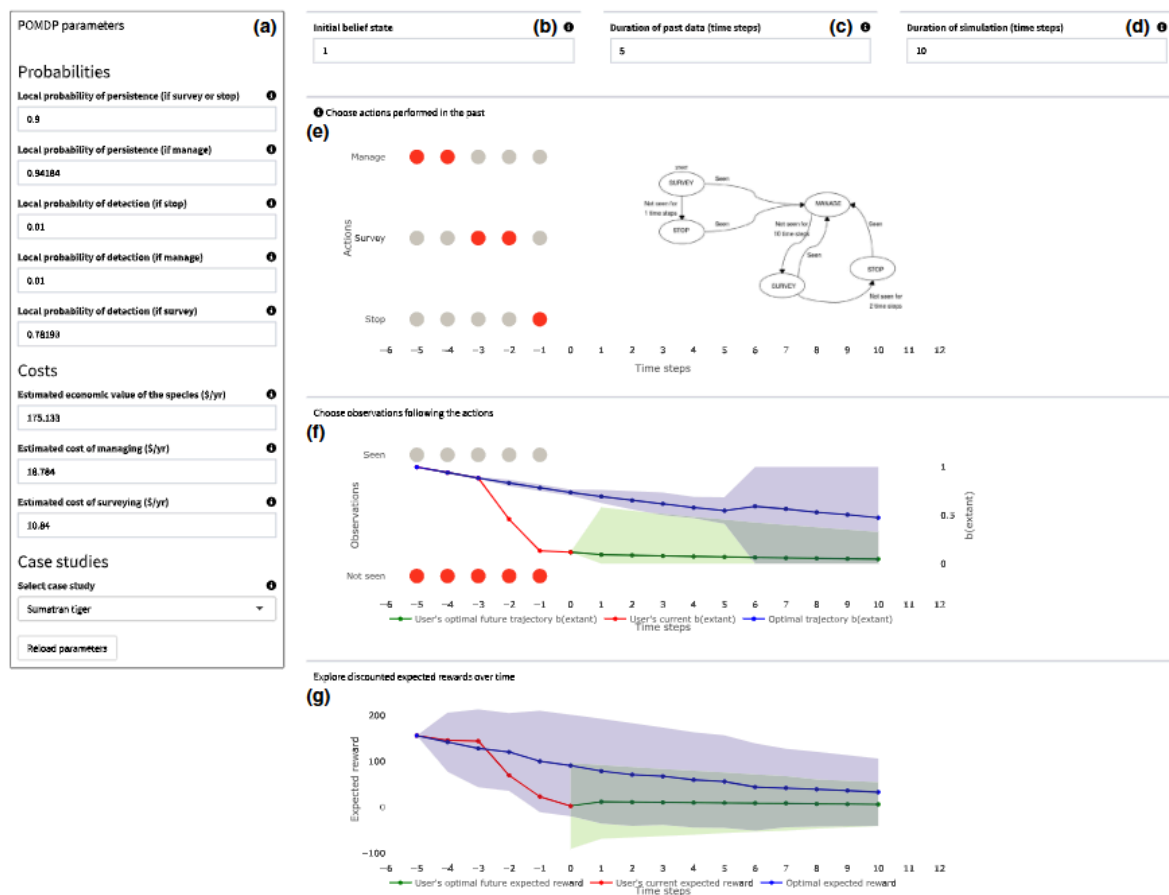 POMDP parameters (a)
Probabilities
Local probability of persistence (if survey or stop)
0.9
Local probability of persistence (if manage)
0.94184
Local probability of detection (if stop)
0.01
Local probability of detection (if manage)
0.01
Local probability of detection (if survey)
0.78193
Costs
Estimated economic value of the species ($/yr)
175.133
Estimated cost of managing ($/yr)
18.784
Estimated cost of surveying ($/yr)
10.84
Case studies
Select case study
Sumatran tiger
Reload parameters
Initial belief state (b)
1
Duration of past data (time steps) (c)
5
Duration of simulation (time steps) (d)
10
Choose actions performed in the past
(e)
Manage
Survey
Stop
Actions
−6 −5 −4 −3 −2 −1 0 1 2 3 4 5 6 7 8 9 10 11 12
Time steps
START
SURVEY
Seen
Not seen for
1 time steps
STOP
Seen
MANAGE
Not seen for
10 time steps
Seen
Seen
STOP
SURVEY
Not seen for
2 time steps
Choose observations following the actions
(f)
Seen
Observations
Not seen
1
0.5
0
b(extant)
−6 −5 −4 −3 −2 −1 0 1 2 3 4 5 6 7 8 9 10 11 12
User's optimal future trajectory b(extant) User's current b(extant) Optimal trajectory b(extant)
Time steps
Explore discounted expected rewards over time
(g)
200
100
0
−100
Expected reward
−6 −5 −4 −3 −2 −1 0 1 2 3 4 5 6 7 8 9 10 11 12
User's optimal future expected reward User's current expected reward Optimal expected reward
Time steps